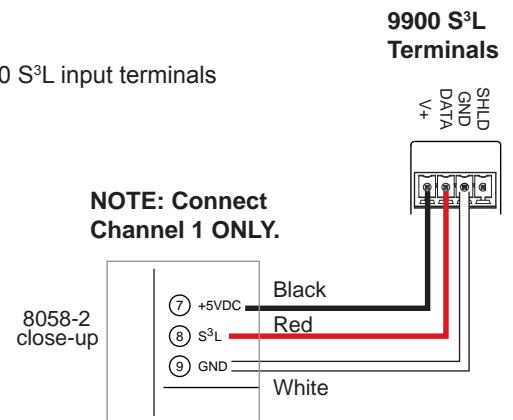 9900 S³L
Terminals
0 S³L input terminals
V+
DATA
GND
SHLD
NOTE: Connect
Channel 1 ONLY.
8058-2
close-up
7 +5VDC
Black
8 S³L
Red
9 GND
White